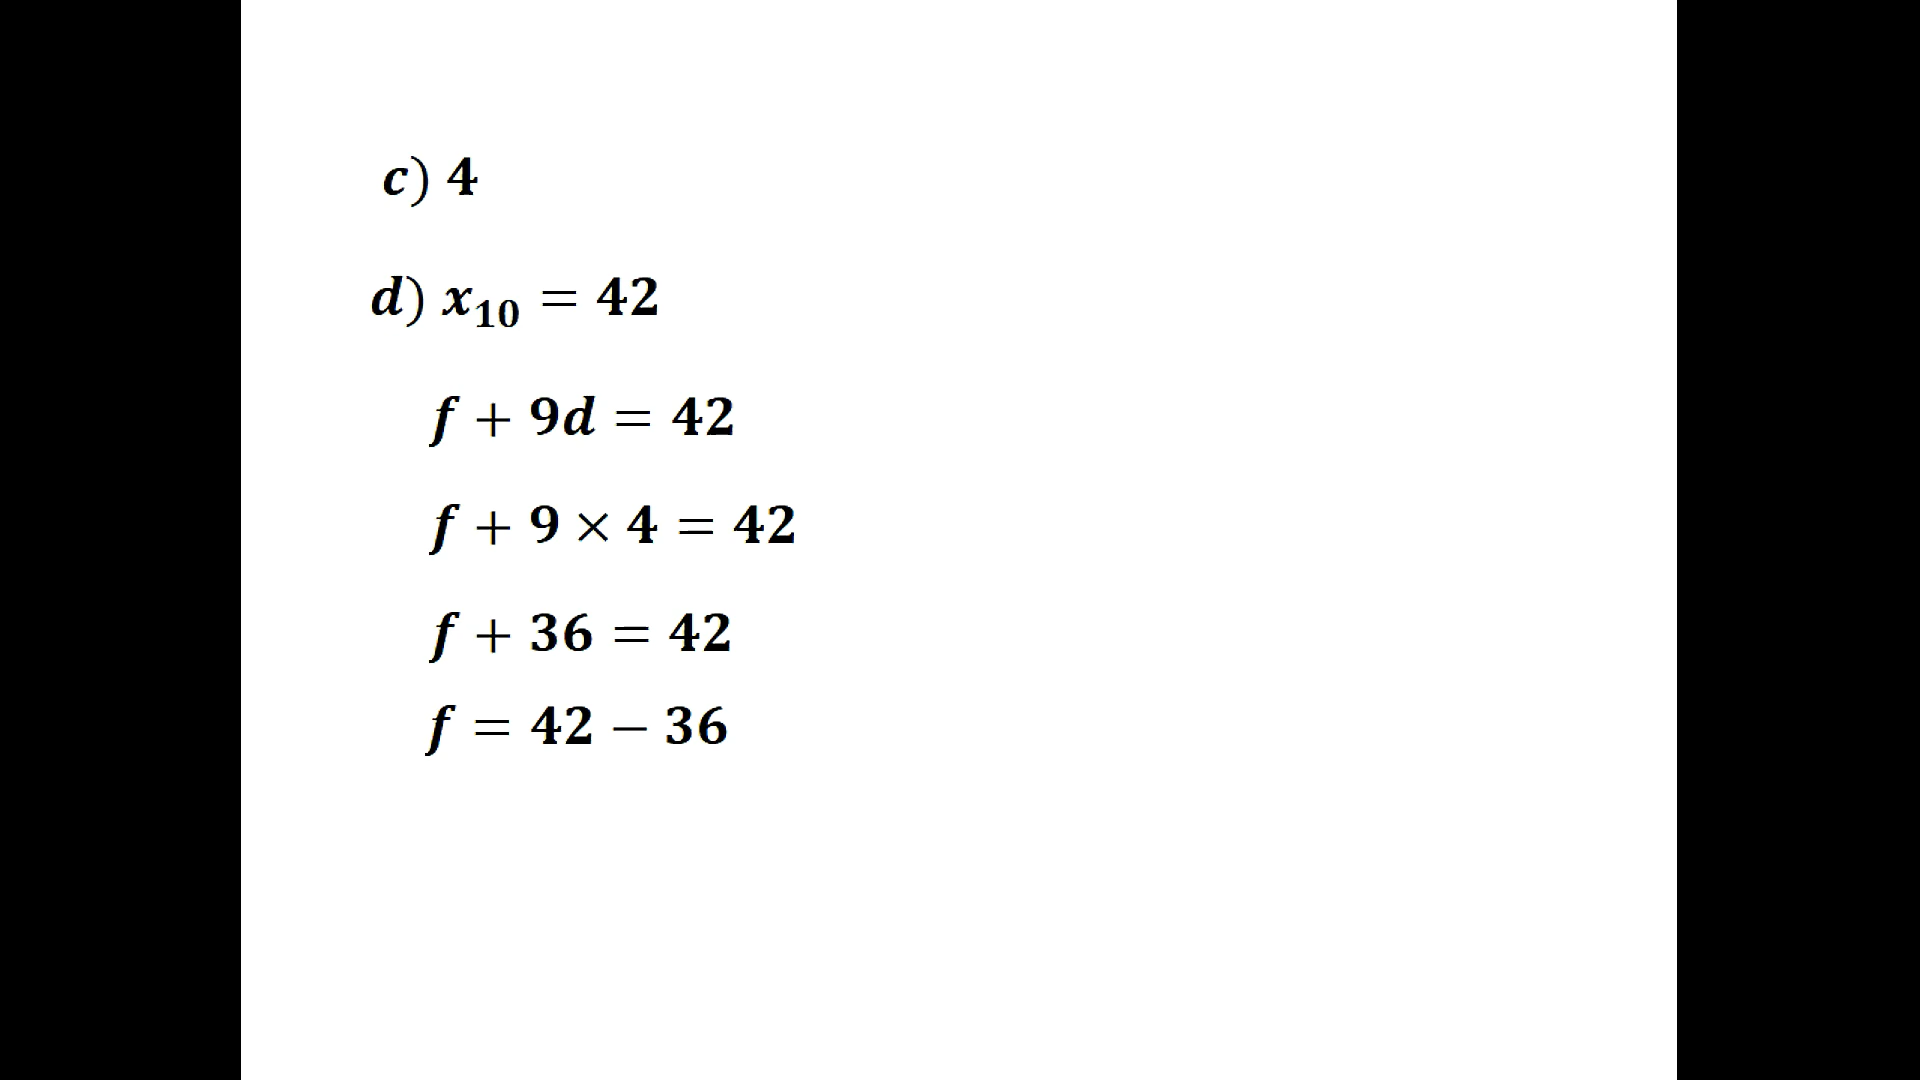 c) 4
d) x₁₀ = 42
f + 9d = 42
f + 9 × 4 = 42
f + 36 = 42
f = 42 − 36